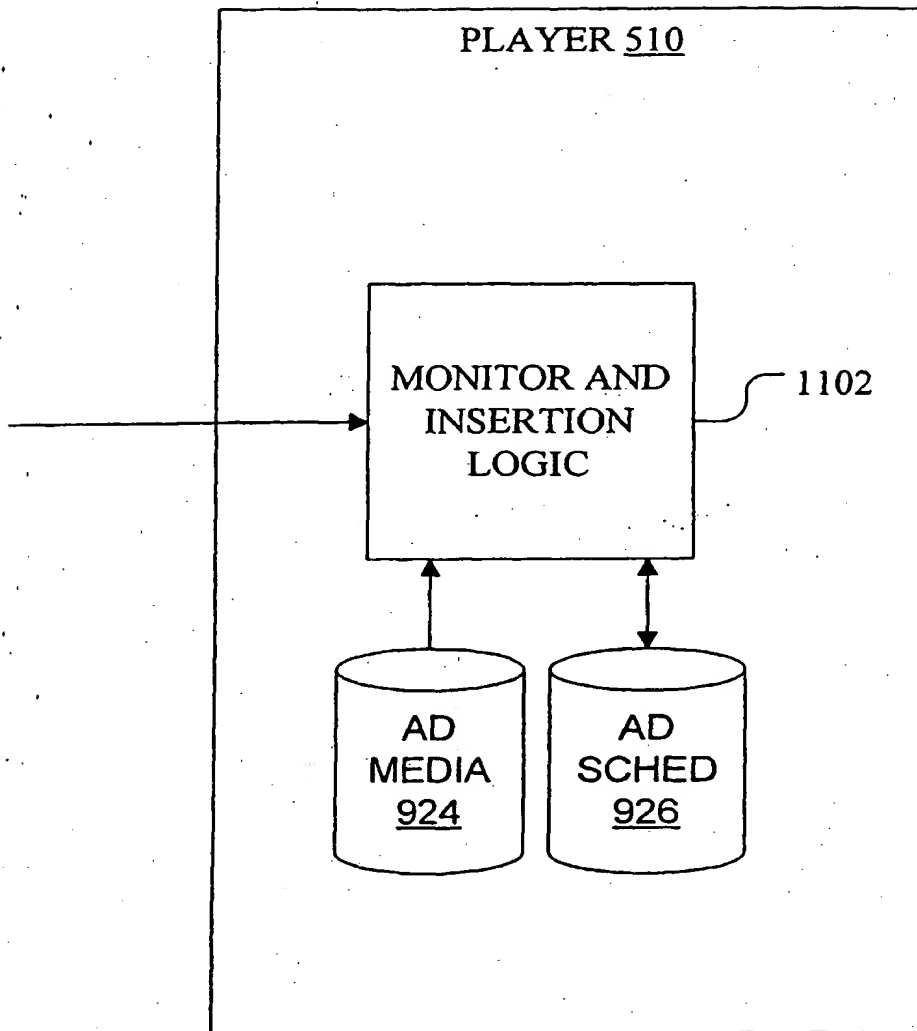 PLAYER 510
MONITOR AND
INSERTION
LOGIC
1102
AD
MEDIA
924
AD
SCHED
926